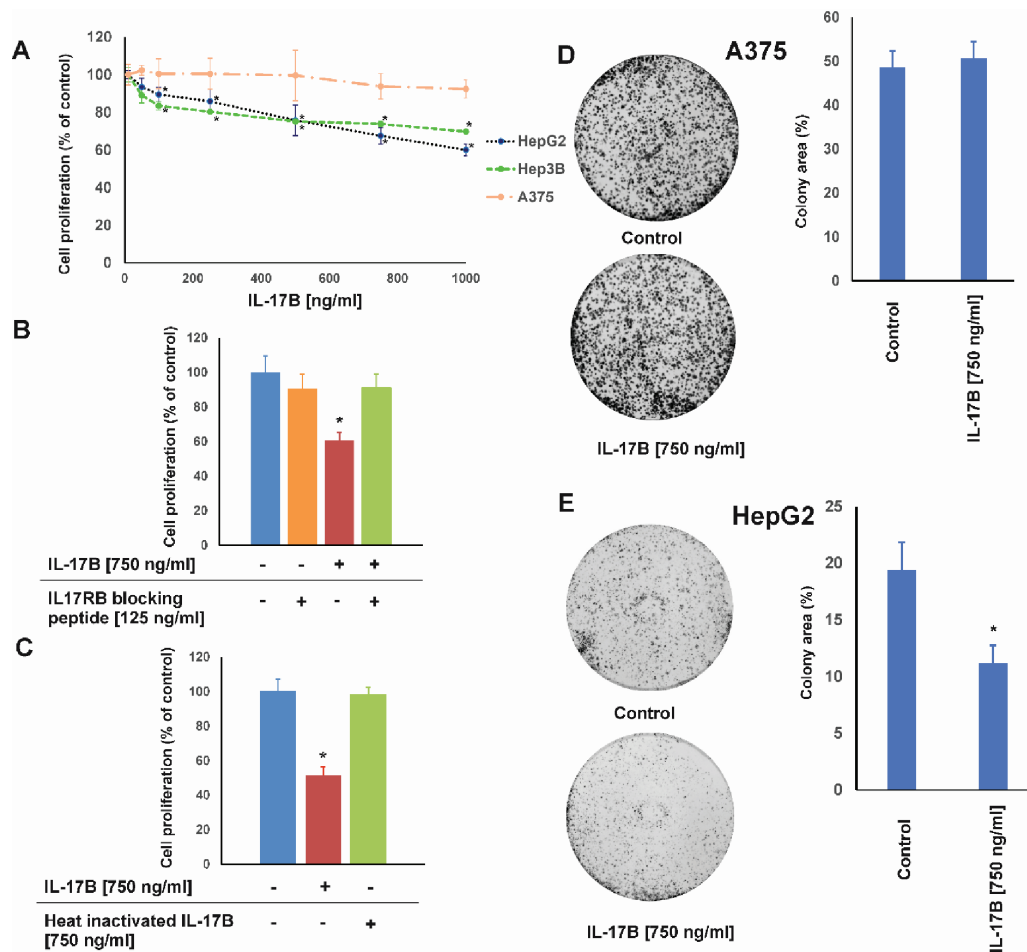 A
Cell proliferation (% of control)
120
100
80
60
40
20
0
0
200
400
600
800
1000
IL-17B [ng/ml]
* * * * *
* * * * *
HepG2
Hep3B
A375
B
Cell proliferation (% of control)
120
100
80
60
40
20
0
*
IL-17B [750 ng/ml] - - + +
IL17RB blocking
peptide [125 ng/ml] - + - +
C
Cell proliferation (% of control)
120
100
80
60
40
20
0
*
IL-17B [750 ng/ml] - + -
Heat inactivated IL-17B
[750 ng/ml] - - +
D
A375
Control
IL-17B [750 ng/ml]
Colony area (%)
60
50
40
30
20
10
0
Control
IL-17B [750 ng/ml]
E
HepG2
Control
IL-17B [750 ng/ml]
Colony area (%)
25
20
15
10
5
0
*
Control
IL-17B [750 ng/ml]